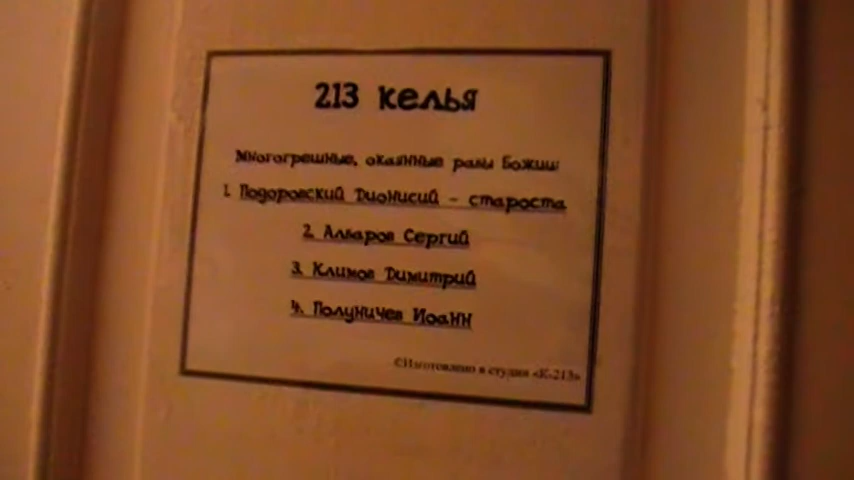 213 келья
Многогрешные, окаянные рабы Божии:
1. Подоровский Дионисий - староста
2. Алваров Сергий
3. Климов Димитрий
4. Полуничев Иоанн
©Изготовлено в студии «К-213»